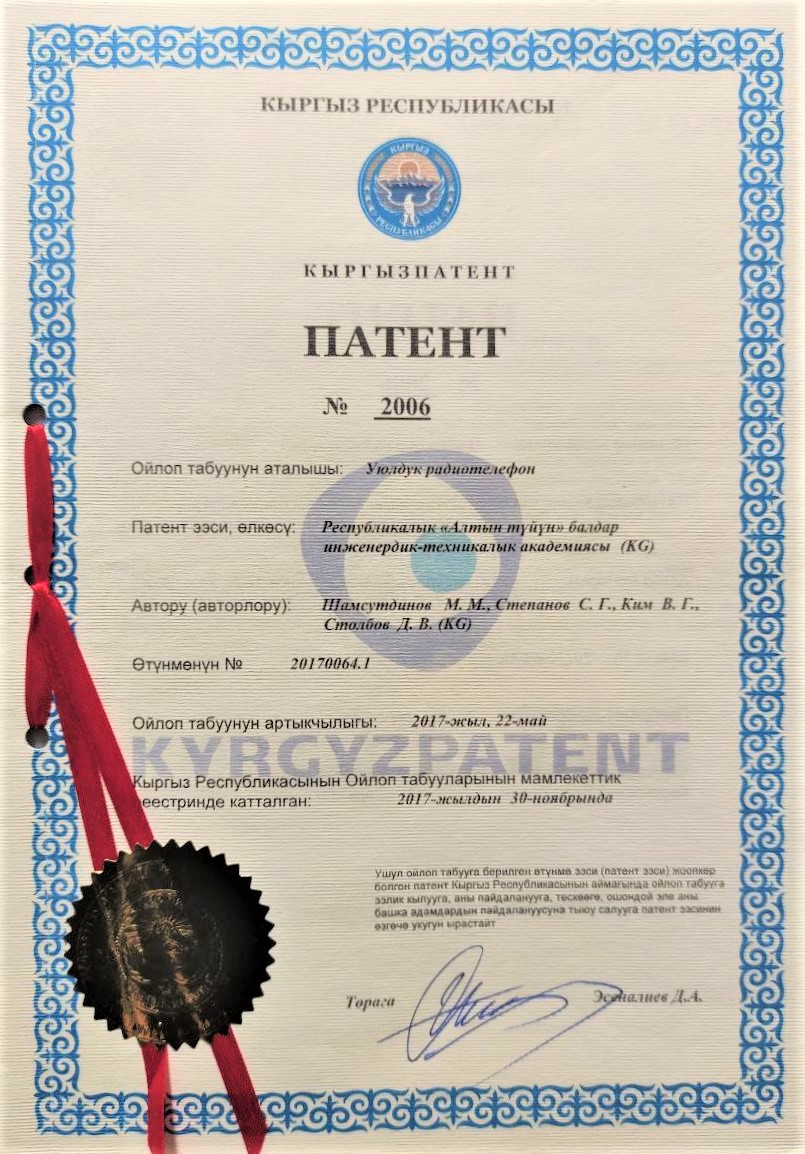 КЫРГЫЗ РЕСПУБЛИКАСЫ
КЫРГЫЗ
РЕСПУБЛИКАСЫ
КЫРГЫЗПАТЕНТ
ПАТЕНТ
№ 2006
Ойлоп табуунун аталышы: Уюлдук радиотелефон
Патент ээси, өлкөсү: Республикалык «Алтын түйүн» балдар
инженердик-техникалык академиясы (KG)
Автору (авторлору): Шамсутдинов М. М., Степанов С. Г., Ким В. Г.,
Столбов Д. В. (KG)
Өтүнмөнүн № 20170064.1
Ойлоп табуунун артыкчылыгы: 2017-жыл, 22-май
KYRGYZPATENT
Кыргыз Республикасынын Ойлоп табууларынын мамлекеттик
еестринде катталган: 2017-жылдын 30-ноябрында
Ушул ойлоп табууга берилген өтүнмө ээси (патент ээси) жоопкер
болгон патент Кыргыз Республикасынын аймагында ойлоп табууга
ээлик кылууга, аны пайдаланууга, тескөөгө, ошондой эле аны
башка адамдардын пайдалануусуна тыюу салууга патент ээсинин
өзгөчө укугун ырастайт
Төрага Эсеналиев Д.А.